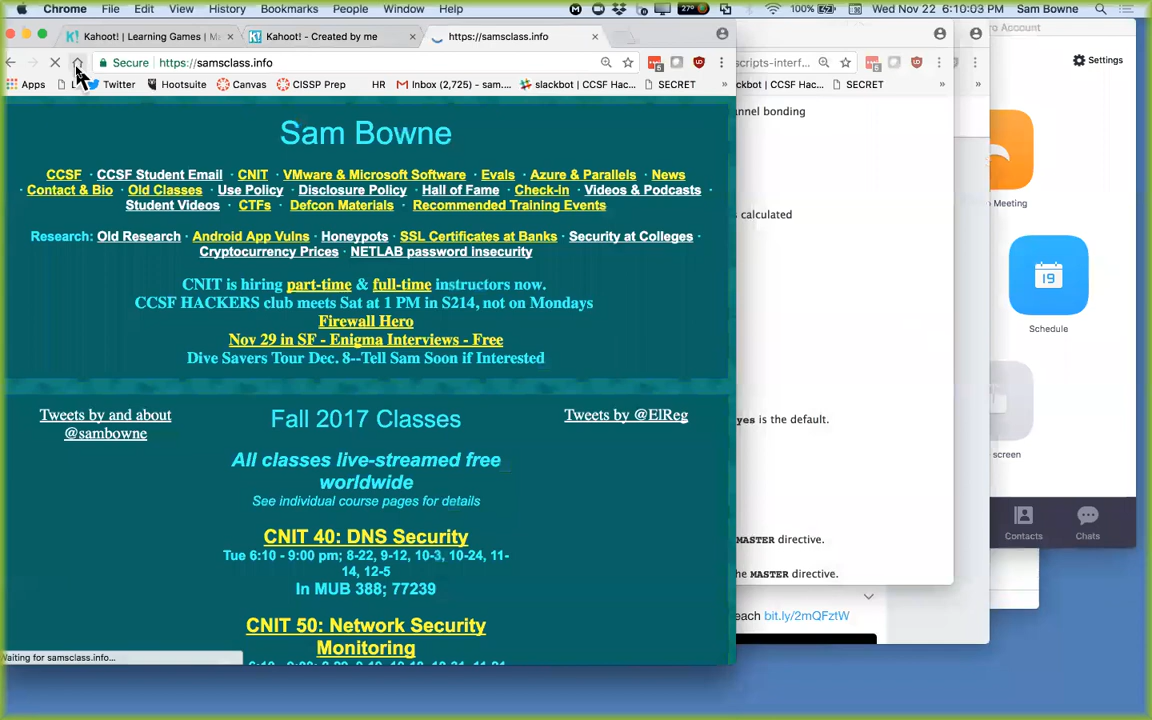 Chrome File Edit View History Bookmarks People Window Help 27° 100% Wed Nov 22 6:10:03 PM Sam Bowne
Kahoot! | Learning Games | M Kahoot! - Created by me https://samsclass.info
Secure https://samsclass.info
Apps Twitter Hootsuite Canvas CISSP Prep HR Inbox (2,725) - sam.... slackbot | CCSF Hac... SECRET »
Sam Bowne
CCSF · CCSF Student Email · CNIT · VMware & Microsoft Software · Evals · Azure & Parallels · News
· Contact & Bio · Old Classes · Use Policy · Disclosure Policy · Hall of Fame · Check-In · Videos & Podcasts ·
Student Videos · CTFs · Defcon Materials · Recommended Training Events
Research: Old Research · Android App Vulns · Honeypots · SSL Certificates at Banks · Security at Colleges ·
Cryptocurrency Prices · NETLAB password insecurity
CNIT is hiring part-time & full-time instructors now.
CCSF HACKERS club meets Sat at 1 PM in S214, not on Mondays
Firewall Hero
Nov 29 in SF - Enigma Interviews - Free
Dive Savers Tour Dec. 8--Tell Sam Soon if Interested
Tweets by and about
@sambowne
Fall 2017 Classes
Tweets by @ElReg
All classes live-streamed free
worldwide
See individual course pages for details
CNIT 40: DNS Security
Tue 6:10 - 9:00 pm; 8-22, 9-12, 10-3, 10-24, 11-
14, 12-5
In MUB 388; 77239
CNIT 50: Network Security
Monitoring
Waiting for samsclass.info...
scripts-interf...
ckbot | CCSF Hac... SECRET » »
nnel bonding
calculated
yes is the default.
MASTER directive.
he MASTER directive.
each bit.ly/2mQFztW
ro Account
Settings
Meeting
19
Schedule
screen
Contacts Chats